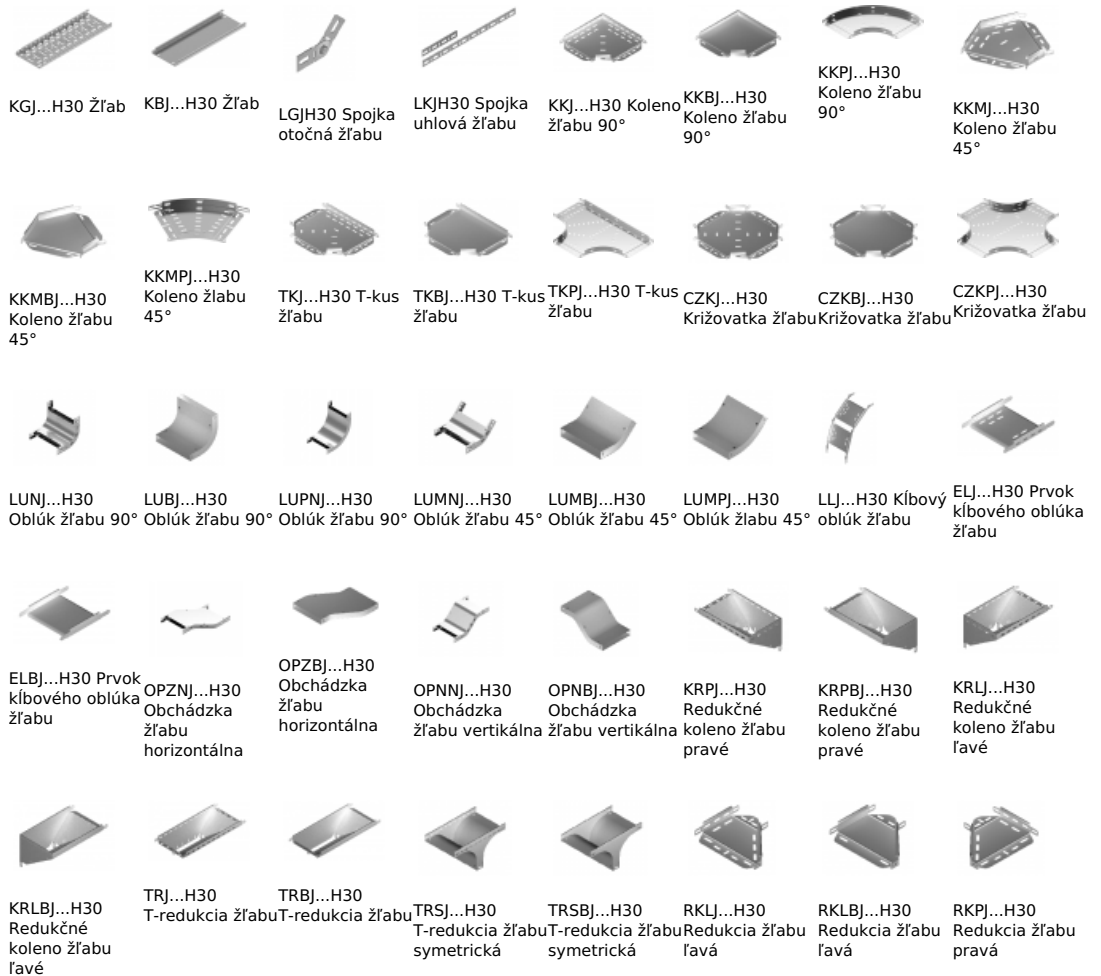 KGJ...H30 Žľab
KBJ...H30 Žľab
LGJH30 Spojka
otočná žľabu
LKJH30 Spojka
uhlová žľabu
KKJ...H30 Koleno
žľabu 90°
KKBJ...H30
Koleno žľabu
90°
KKPJ...H30
Koleno žľabu
90°
KKMJ...H30
Koleno žľabu
45°
KKMBJ...H30
Koleno žľabu
45°
KKMPJ...H30
Koleno žlabu
45°
TKJ...H30 T-kus
žľabu
TKBJ...H30 T-kus
žľabu
TKPJ...H30 T-kus
žľabu
CZKJ...H30
Križovatka žľabu
CZKBJ...H30
Križovatka žľabu
CZKPJ...H30
Križovatka žľabu
LUNJ...H30
Oblúk žľabu 90°
LUBJ...H30
Oblúk žľabu 90°
LUPNJ...H30
Oblúk žľabu 90°
LUMNJ...H30
Oblúk žľabu 45°
LUMBJ...H30
Oblúk žľabu 45°
LUMPJ...H30
Oblúk žlabu 45°
LLJ...H30 Kĺbový
oblúk žľabu
ELJ...H30 Prvok
kĺbového oblúka
žľabu
ELBJ...H30 Prvok
kĺbového oblúka
žľabu
OPZNJ...H30
Obchádzka
žľabu
horizontálna
OPZBJ...H30
Obchádzka
žľabu
horizontálna
OPNNJ...H30
Obchádzka
žľabu vertikálna
OPNBJ...H30
Obchádzka
žľabu vertikálna
KRPJ...H30
Redukčné
koleno žľabu
pravé
KRPBJ...H30
Redukčné
koleno žľabu
pravé
KRLJ...H30
Redukčné
koleno žľabu
ľavé
KRLBJ...H30
Redukčné
koleno žľabu
ľavé
TRJ...H30
T-redukcia žľabu
TRBJ...H30
T-redukcia žľabu
TRSJ...H30
T-redukcia žľabu
symetrická
TRSBJ...H30
T-redukcia žľabu
symetrická
RKLJ...H30
Redukcia žľabu
ľavá
RKLBJ...H30
Redukcia žľabu
ľavá
RKPJ...H30
Redukcia žľabu
pravá